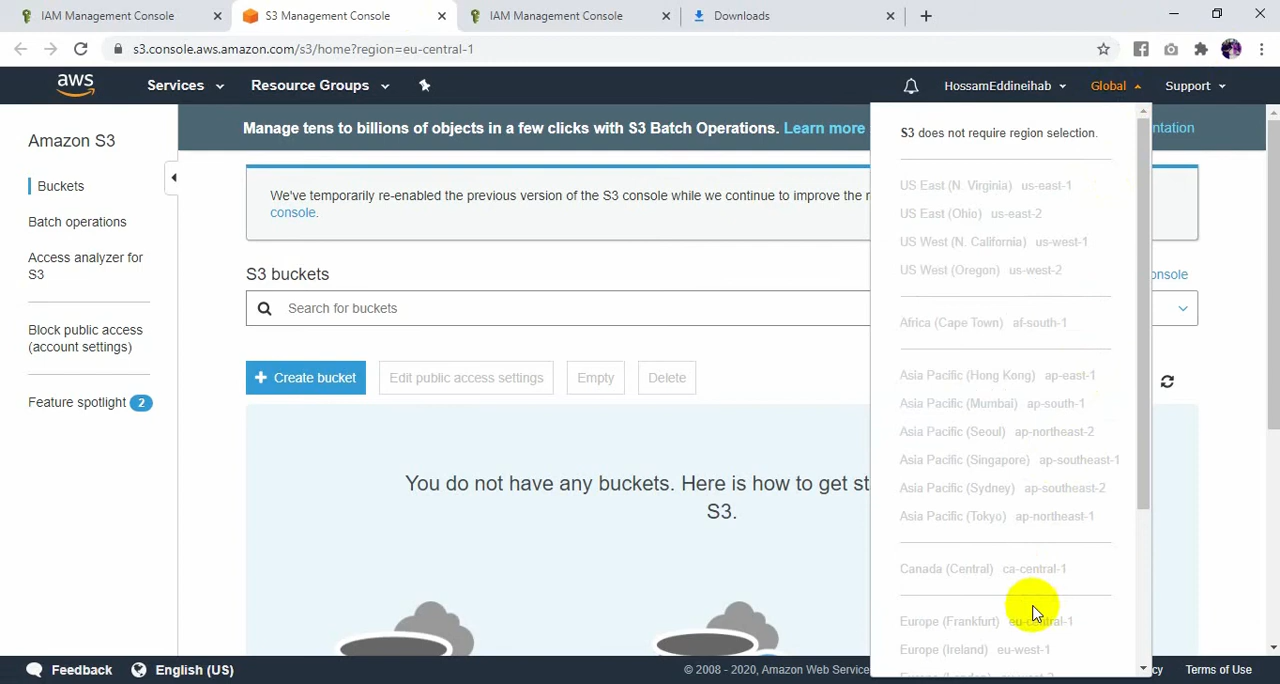 IAM Management Console
S3 Management Console
IAM Management Console
Downloads
s3.console.aws.amazon.com/s3/home?region=eu-central-1
aws
Services
Resource Groups
HossamEddineihab
Global
Support
Manage tens to billions of objects in a few clicks with S3 Batch Operations. Learn more
ntation
Amazon S3
Buckets
Batch operations
Access analyzer for
S3
Block public access
(account settings)
Feature spotlight 2
We've temporarily re-enabled the previous version of the S3 console while we continue to improve the
console.
S3 buckets
onsole
Search for buckets
Create bucket
Edit public access settings
Empty
Delete
You do not have any buckets. Here is how to get
S3.
S3 does not require region selection.
US East (N. Virginia) us-east-1
US East (Ohio) us-east-2
US West (N. California) us-west-1
US West (Oregon) us-west-2
Africa (Cape Town) af-south-1
Asia Pacific (Hong Kong) ap-east-1
Asia Pacific (Mumbai) ap-south-1
Asia Pacific (Seoul) ap-northeast-2
Asia Pacific (Singapore) ap-southeast-1
Asia Pacific (Sydney) ap-southeast-2
Asia Pacific (Tokyo) ap-northeast-1
Canada (Central) ca-central-1
Europe (Frankfurt) eu-central-1
Europe (Ireland) eu-west-1
Feedback
English (US)
© 2008 - 2020, Amazon Web Service
cy
Terms of Use